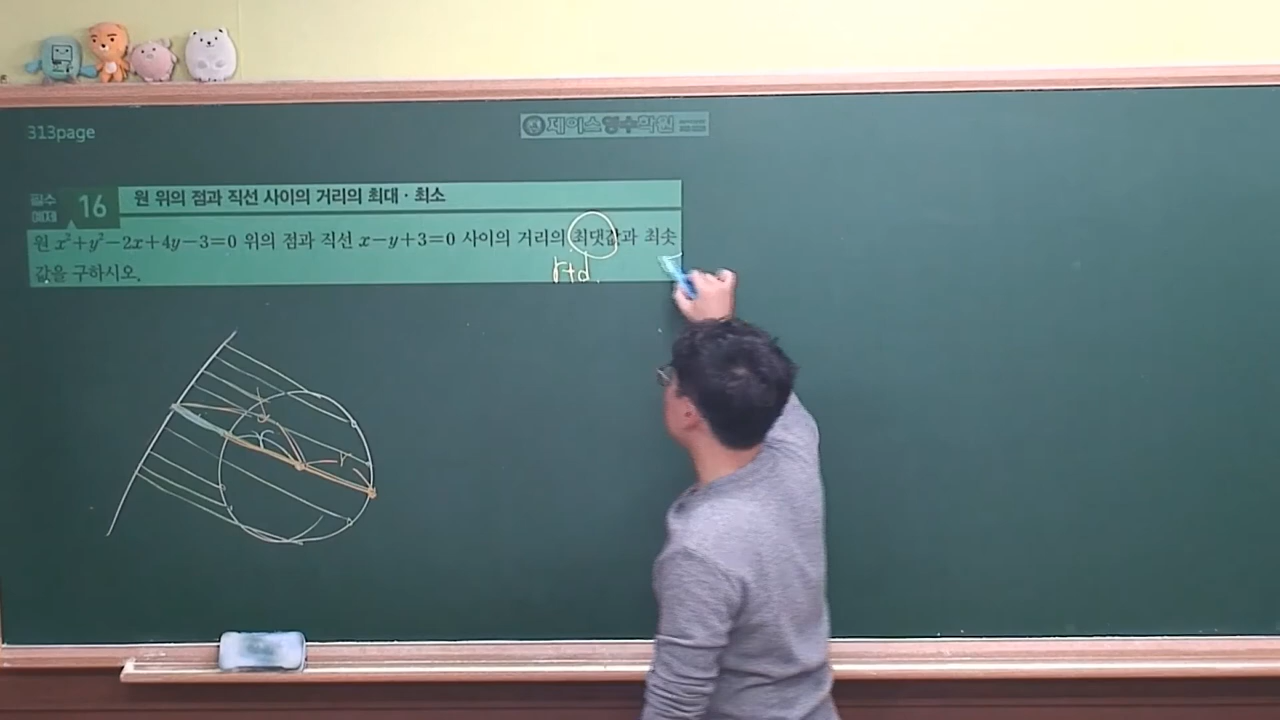 313page
제이스영수학원
필수
예제 16 원 위의 점과 직선 사이의 거리의 최대·최소
원 x²+y²-2x+4y-3=0 위의 점과 직선 x-y+3=0 사이의 거리의 최댓값과 최솟
값을 구하시오.
r+d
r